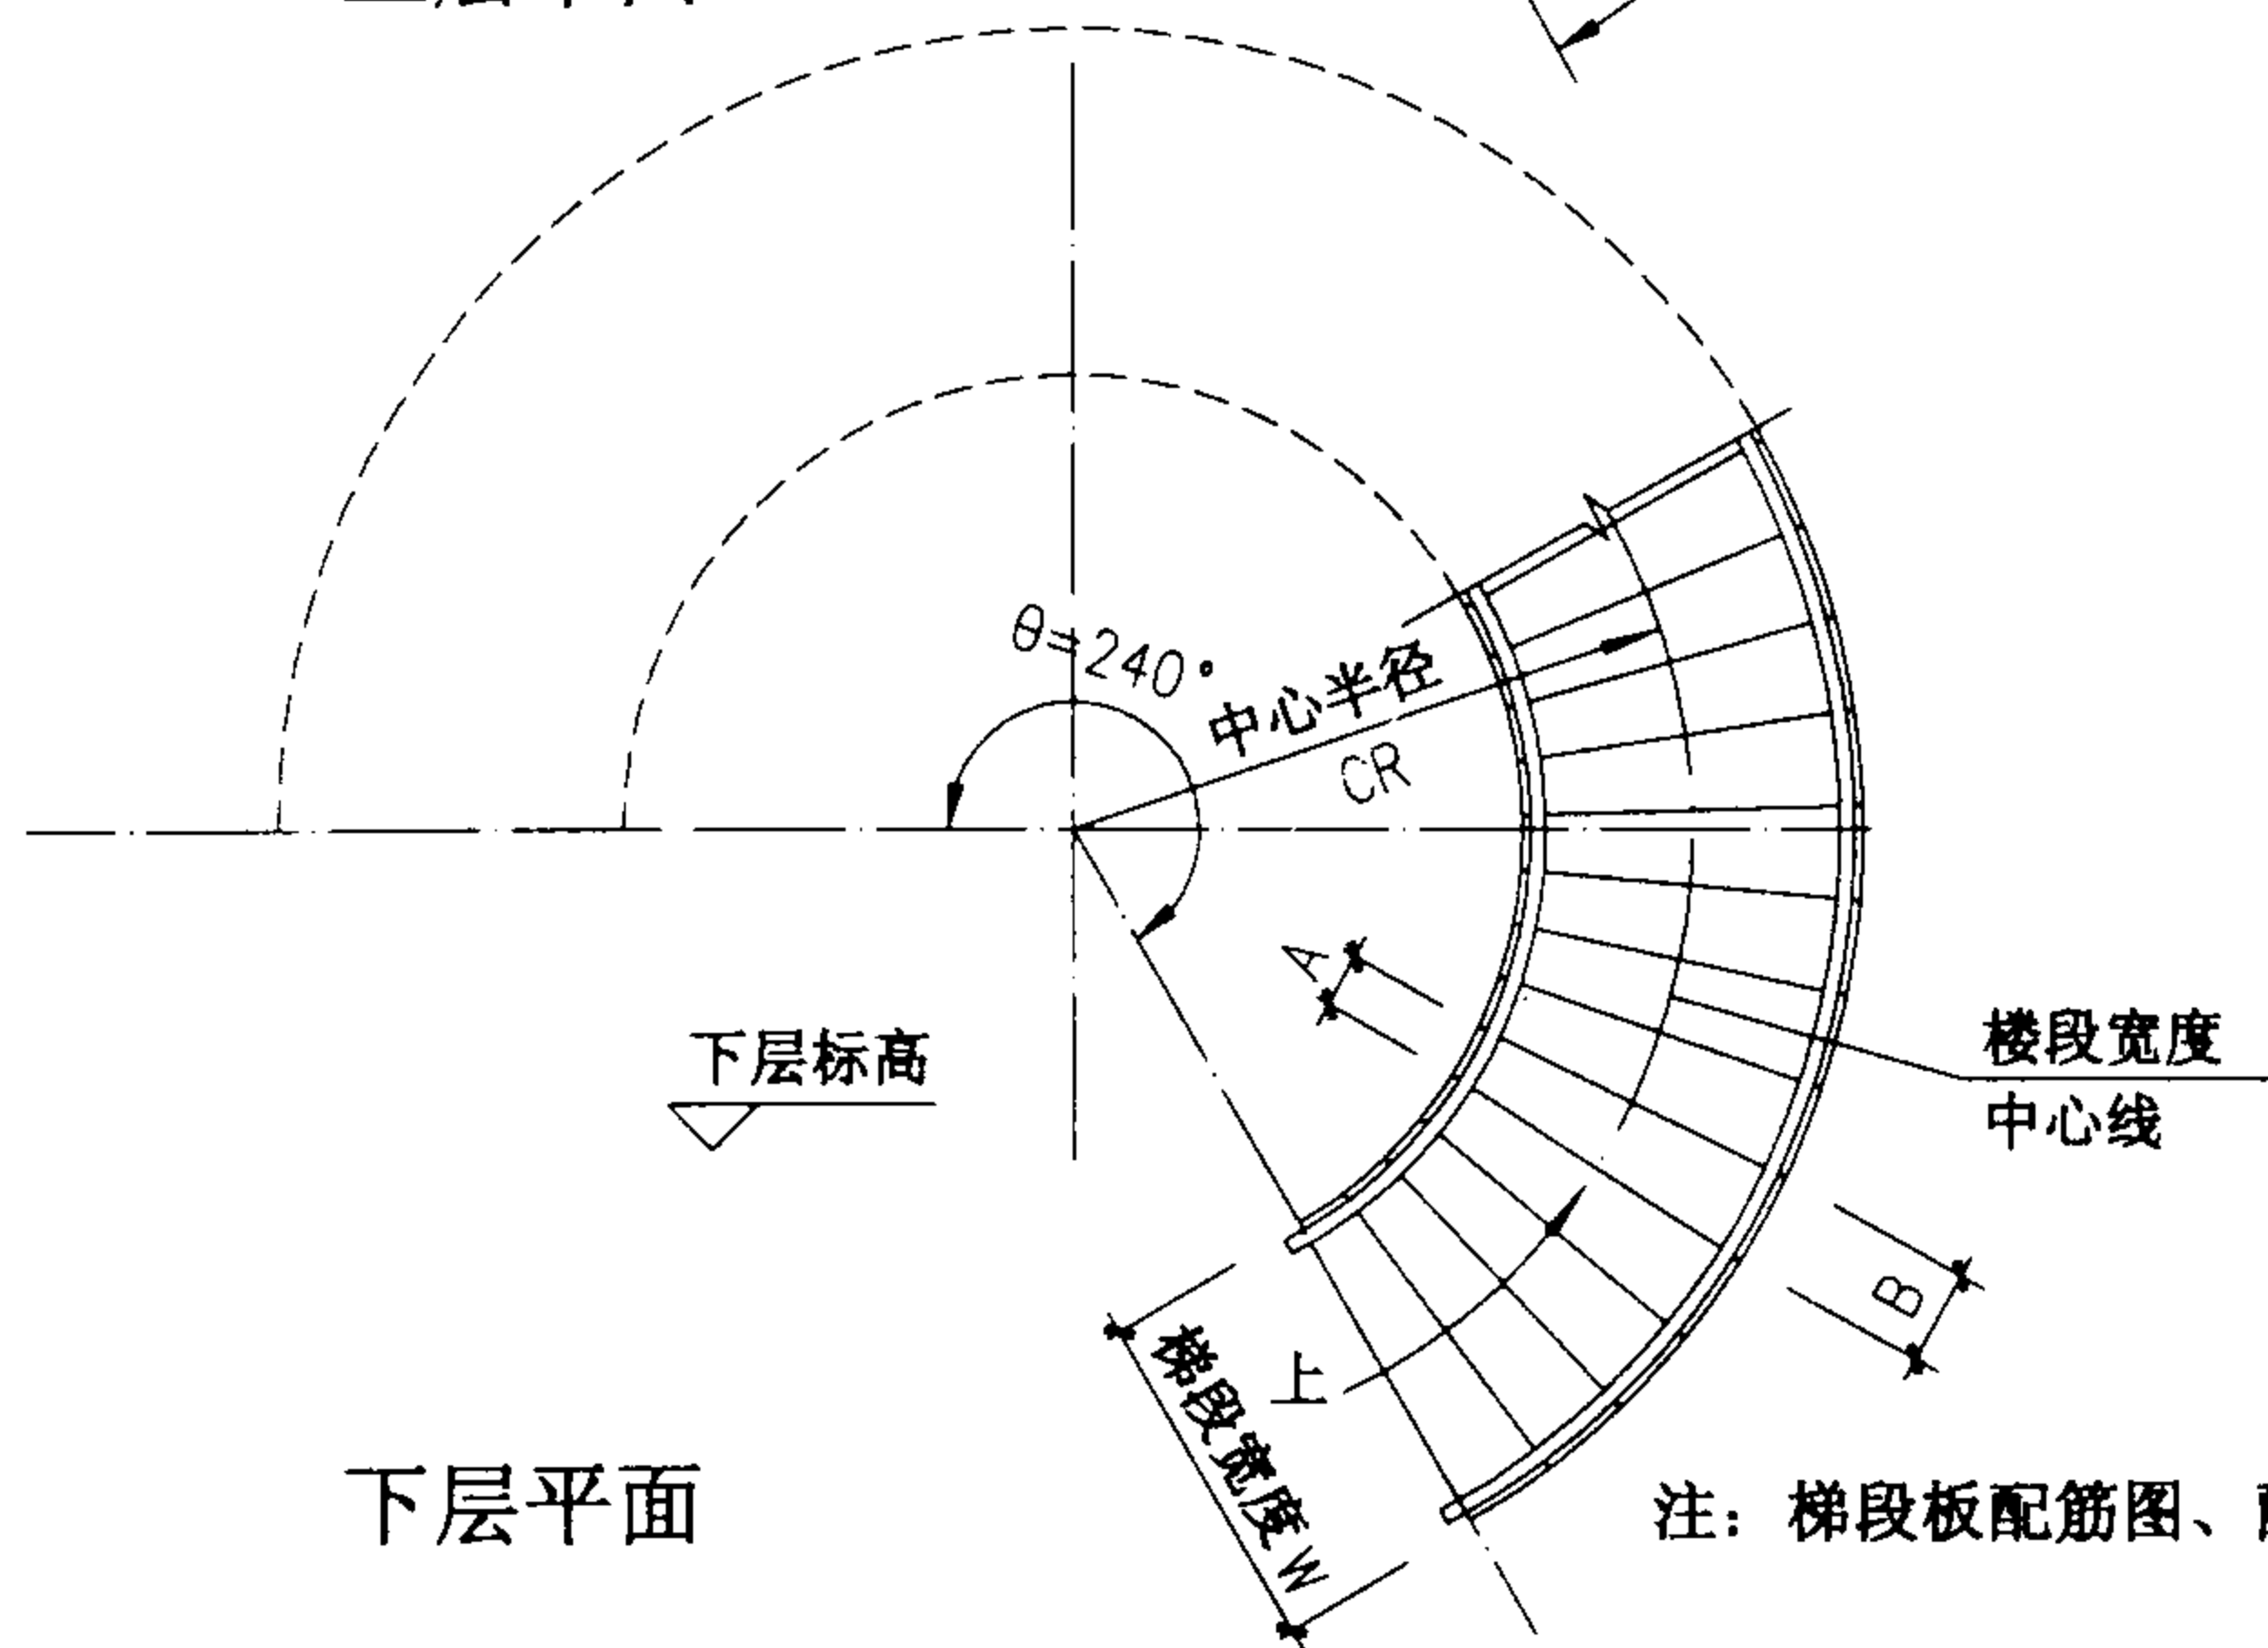 θ=240°
中心半径
CR
A
下层标高
楼段宽度
中心线
B
上
梯段宽度W
下层平面
注：梯段板配筋图、